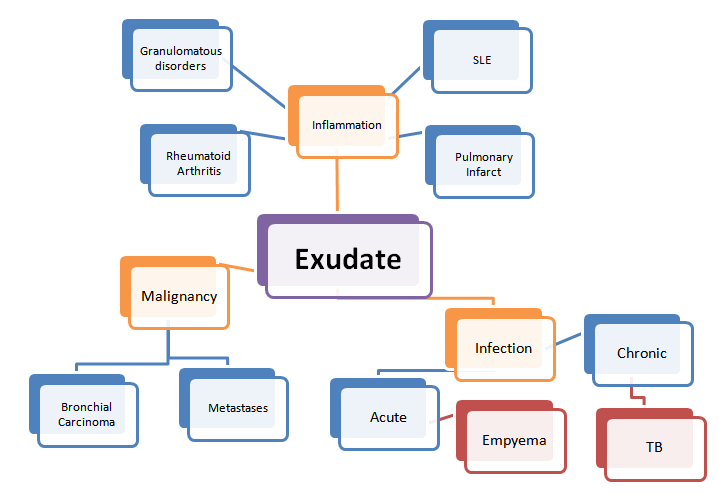 Granulomatous
disorders
SLE
Inflammation
Rheumatoid
Arthritis
Pulmonary
Infarct
Exudate
Malignancy
Infection
Chronic
Bronchial
Carcinoma
Metastases
Acute
Empyema
TB